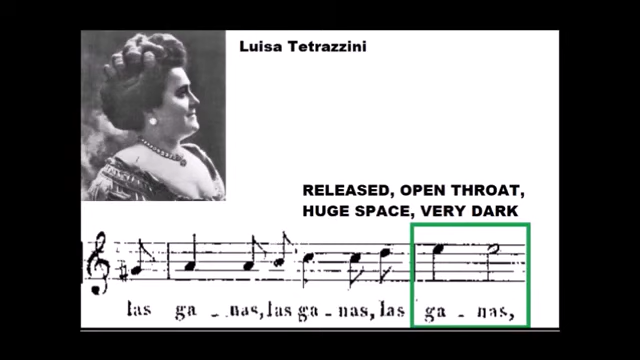 Luisa Tetrazzini
RELEASED, OPEN THROAT,
HUGE SPACE, VERY DARK
las ga - nas, las ga - nas, las ga - nas,